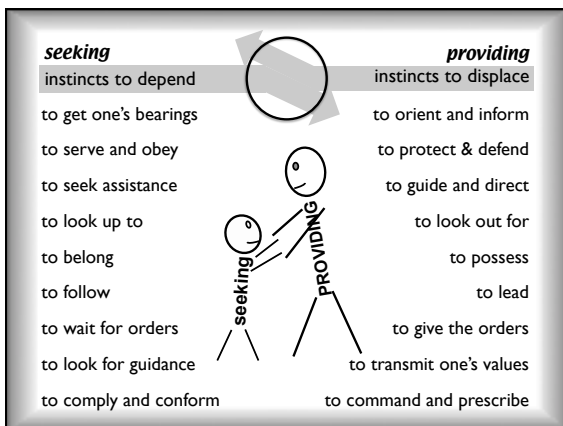 seeking providing
instincts to depend instincts to displace
to get one's bearings to orient and inform
to serve and obey to protect & defend
to seek assistance to guide and direct
to look up to to look out for
to belong to possess
to follow to lead
to wait for orders to give the orders
to look for guidance to transmit one's values
to comply and conform to command and prescribe
seeking
PROVIDING